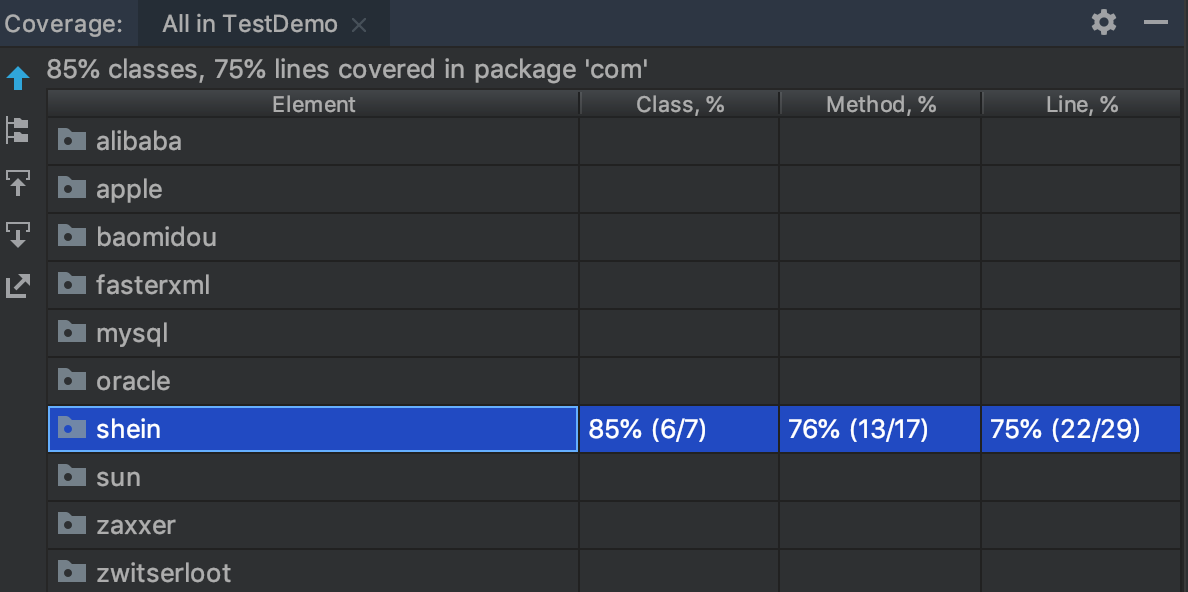 Coverage: All in TestDemo
85% classes, 75% lines covered in package 'com'
Element Class, % Method, % Line, %
alibaba
apple
baomidou
fasterxml
mysql
oracle
shein 85% (6/7) 76% (13/17) 75% (22/29)
sun
zaxxer
zwitserloot